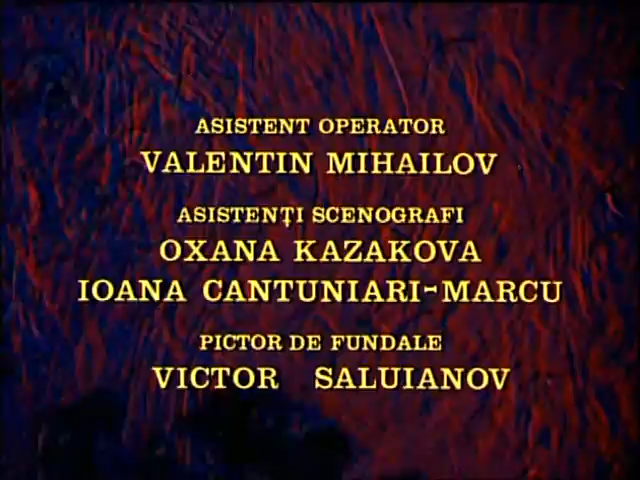 ASISTENT OPERATOR
VALENTIN MIHAILOV
ASISTENȚI SCENOGRAFI
OXANA KAZAKOVA
IOANA CANTUNIARI-MARCU
PICTOR DE FUNDALE
VICTOR SALUIANOV